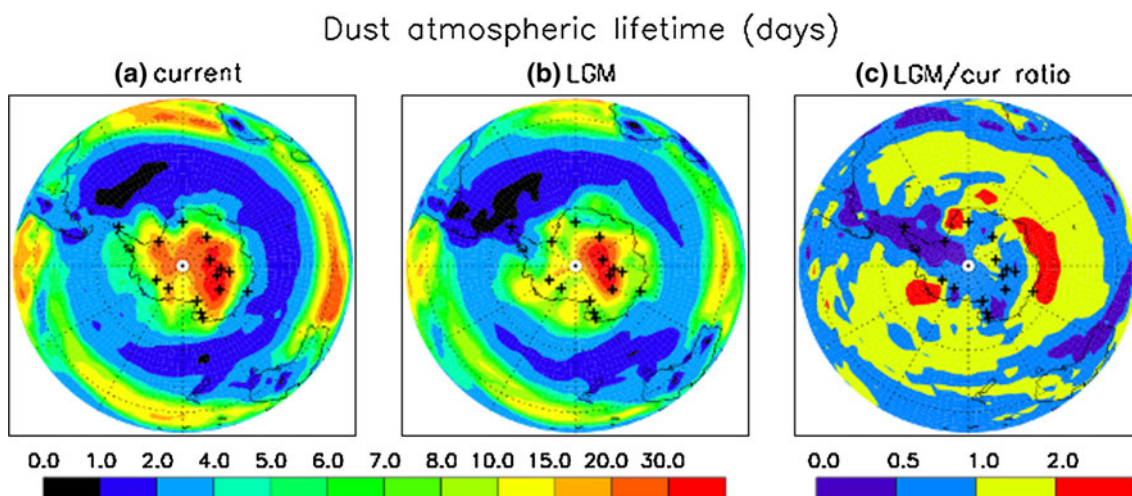 Dust atmospheric lifetime (days)
(a) current (b) LGM (c) LGM/cur ratio
0.0 1.0 2.0 3.0 4.0 5.0 6.0 7.0 8.0 10.0 15.0 20.0 30.0 0.0 0.5 1.0 2.0